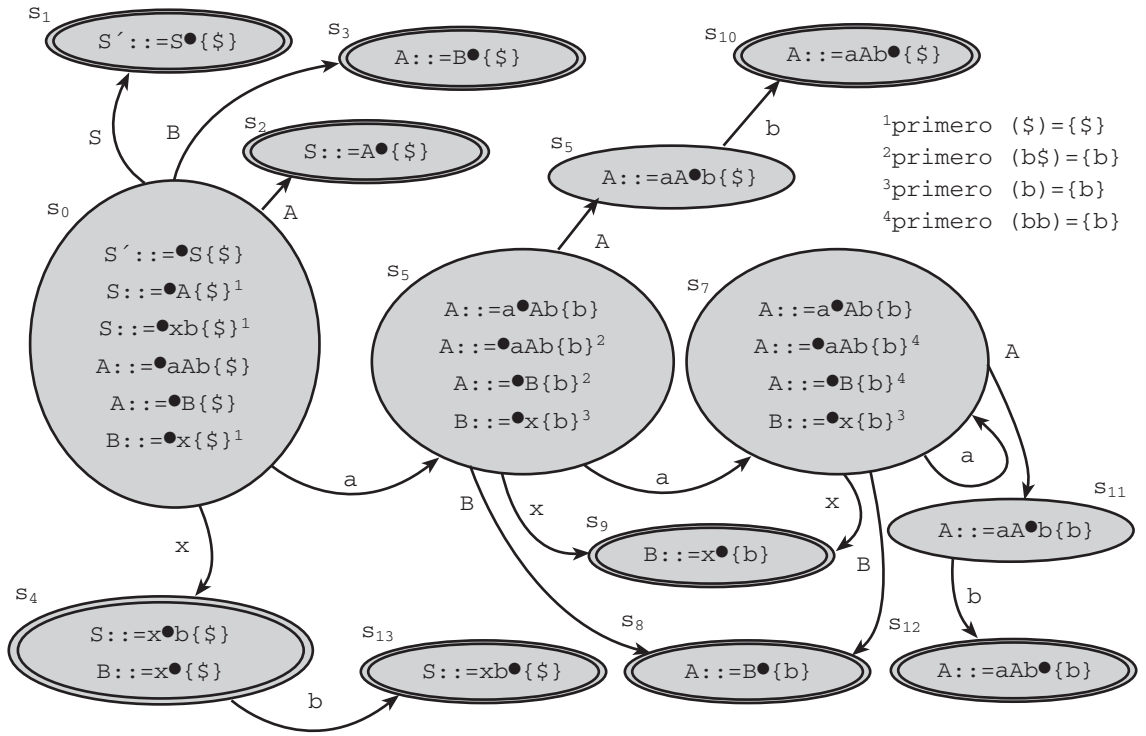 s₁
S´::=S●{$}
S
s₃
A::=B●{$}
B
s₂
S::=A●{$}
A
s₁₀
A::=aAb●{$}
b
s₅
A::=aA●b{$}
A
¹primero ($)={$}
²primero (b$)={b}
³primero (b)={b}
⁴primero (bb)={b}
s₀
S´::=●S{$}
S::=●A{$}¹
S::=●xb{$}¹
A::=●aAb{$}
A::=●B{$}
B::=●x{$}¹
a
x
s₅
A::=a●Ab{b}
A::=●aAb{b}²
A::=●B{b}²
B::=●x{b}³
B
x
a
s₇
A::=a●Ab{b}
A::=●aAb{b}⁴
A::=●B{b}⁴
B::=●x{b}³
A
a
x
B
s₉
B::=x●{b}
s₁₁
A::=aA●b{b}
b
s₄
S::=x●b{$}
B::=x●{$}
b
s₁₃
S::=xb●{$}
s₈
A::=B●{b}
s₁₂
A::=aAb●{b}